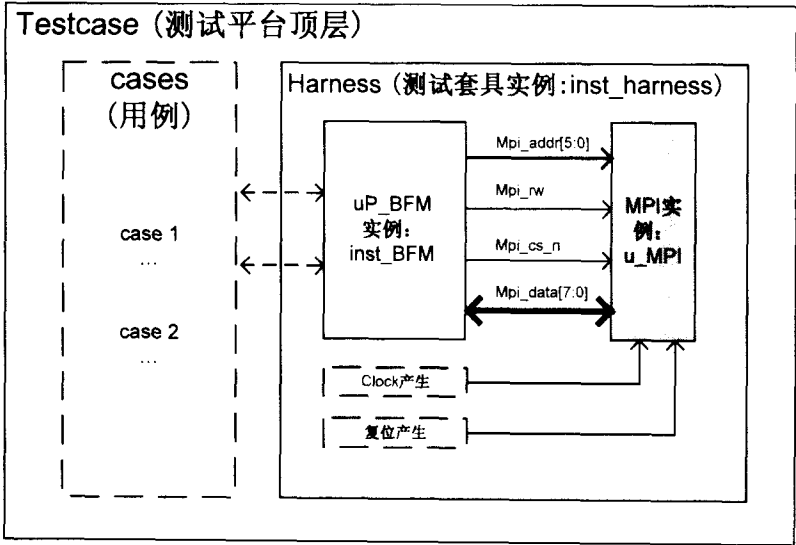 Testcase (测试平台顶层)
cases
(用例)
case 1
...
case 2
...
Harness (测试套具实例:inst_harness)
uP_BFM
实例:
inst_BFM
Mpi_addr[5:0]
Mpi_rw
Mpi_cs_n
Mpi_data[7:0]
MPI实
例:
u_MPI
Clock产生
复位产生